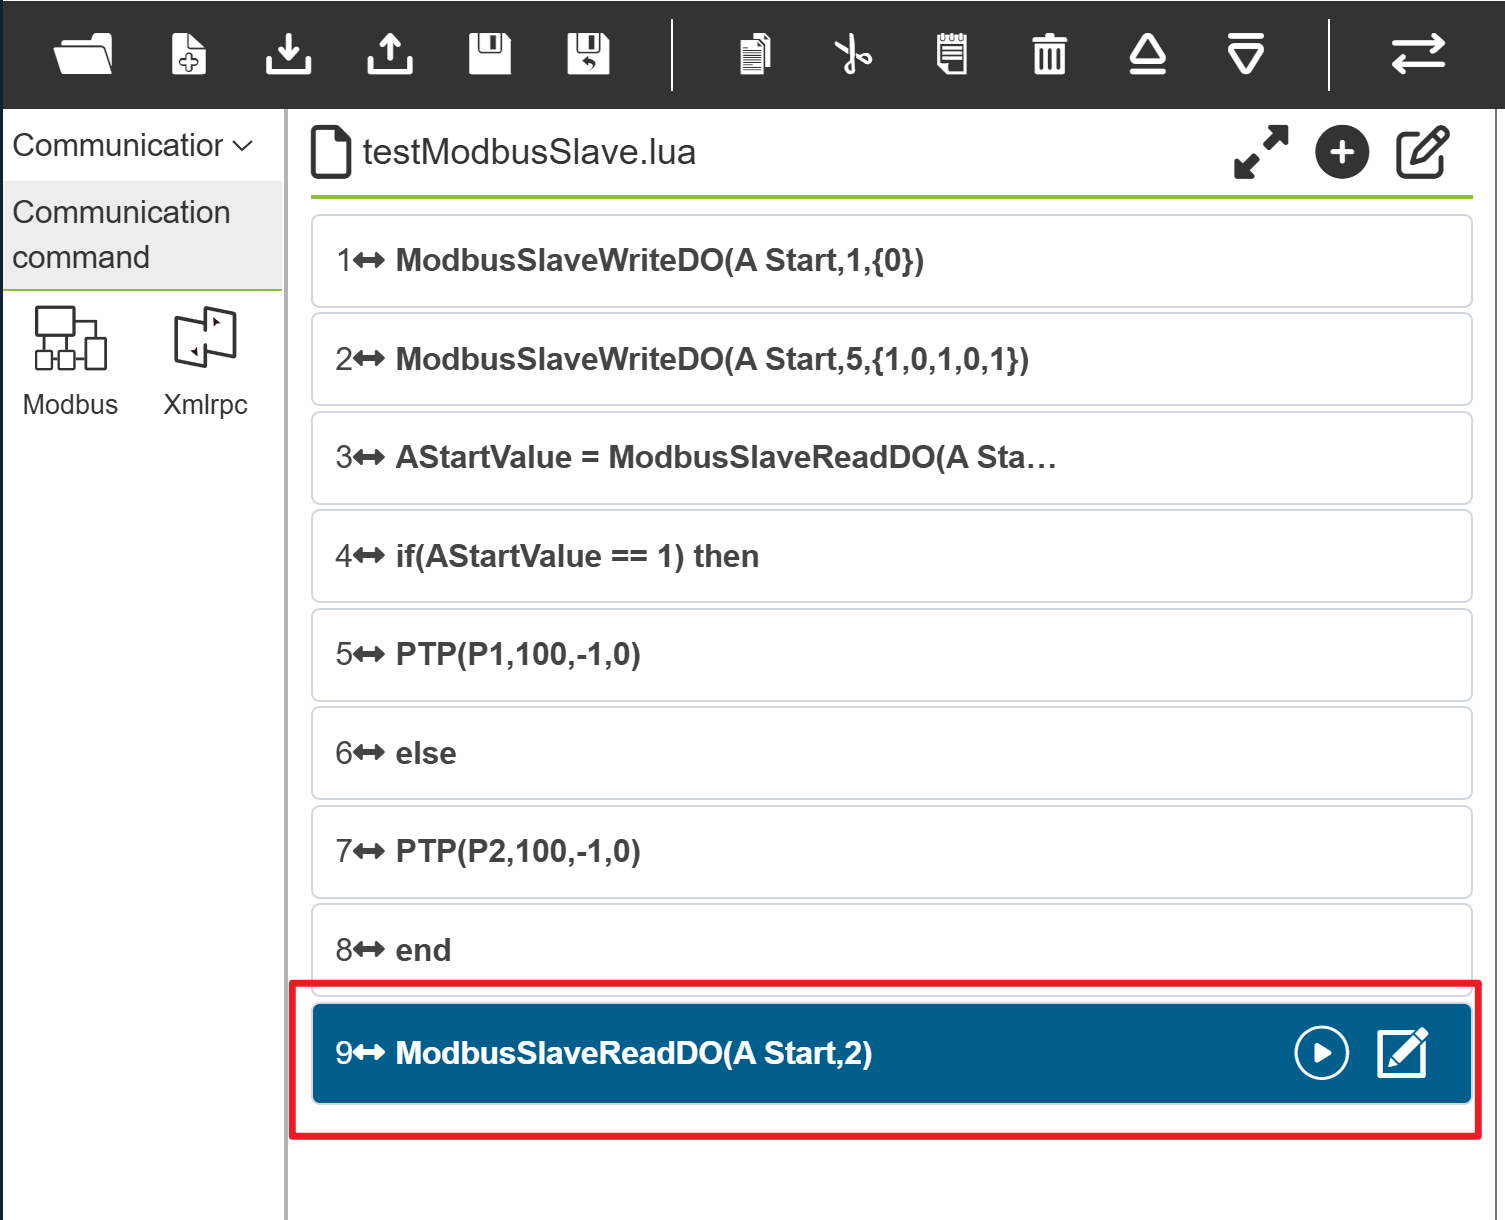 Communication
testModbusSlave.lua
Communication
command
Modbus
Xmlrpc
1 ModbusSlaveWriteDO(A Start,1,{0})
2 ModbusSlaveWriteDO(A Start,5,{1,0,1,0,1})
3 AStartValue = ModbusSlaveReadDO(A Sta...
4 if(AStartValue == 1) then
5 PTP(P1,100,-1,0)
6 else
7 PTP(P2,100,-1,0)
8 end
9 ModbusSlaveReadDO(A Start,2)